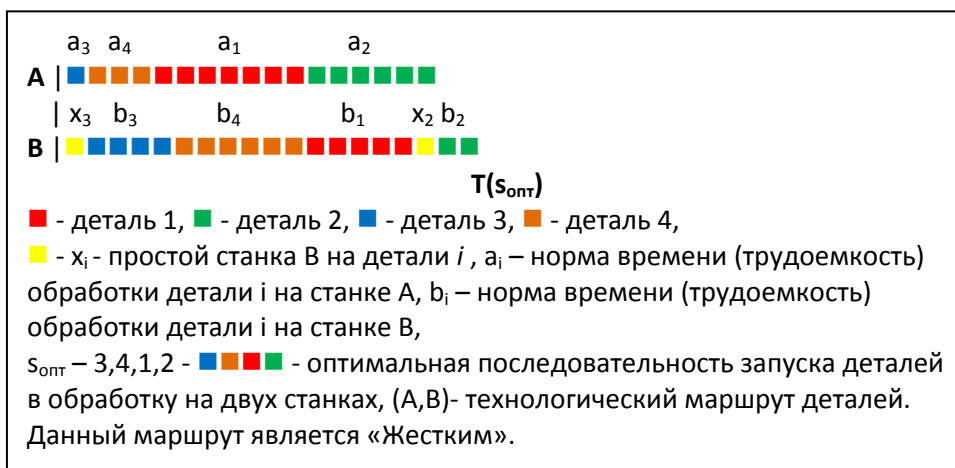 a₃ a₄ a₁ a₂
A |
| x₃ b₃ b₄ b₁ x₂ b₂
B |
T(sопт)
- деталь 1, - деталь 2, - деталь 3, - деталь 4,
- xᵢ - простой станка В на детали i , aᵢ – норма времени (трудоемкость)
обработки детали i на станке А, bᵢ – норма времени (трудоемкость)
обработки детали i на станке В,
sопт – 3,4,1,2 - - оптимальная последовательность запуска деталей
в обработку на двух станках, (А,В)- технологический маршрут деталей.
Данный маршрут является «Жестким».